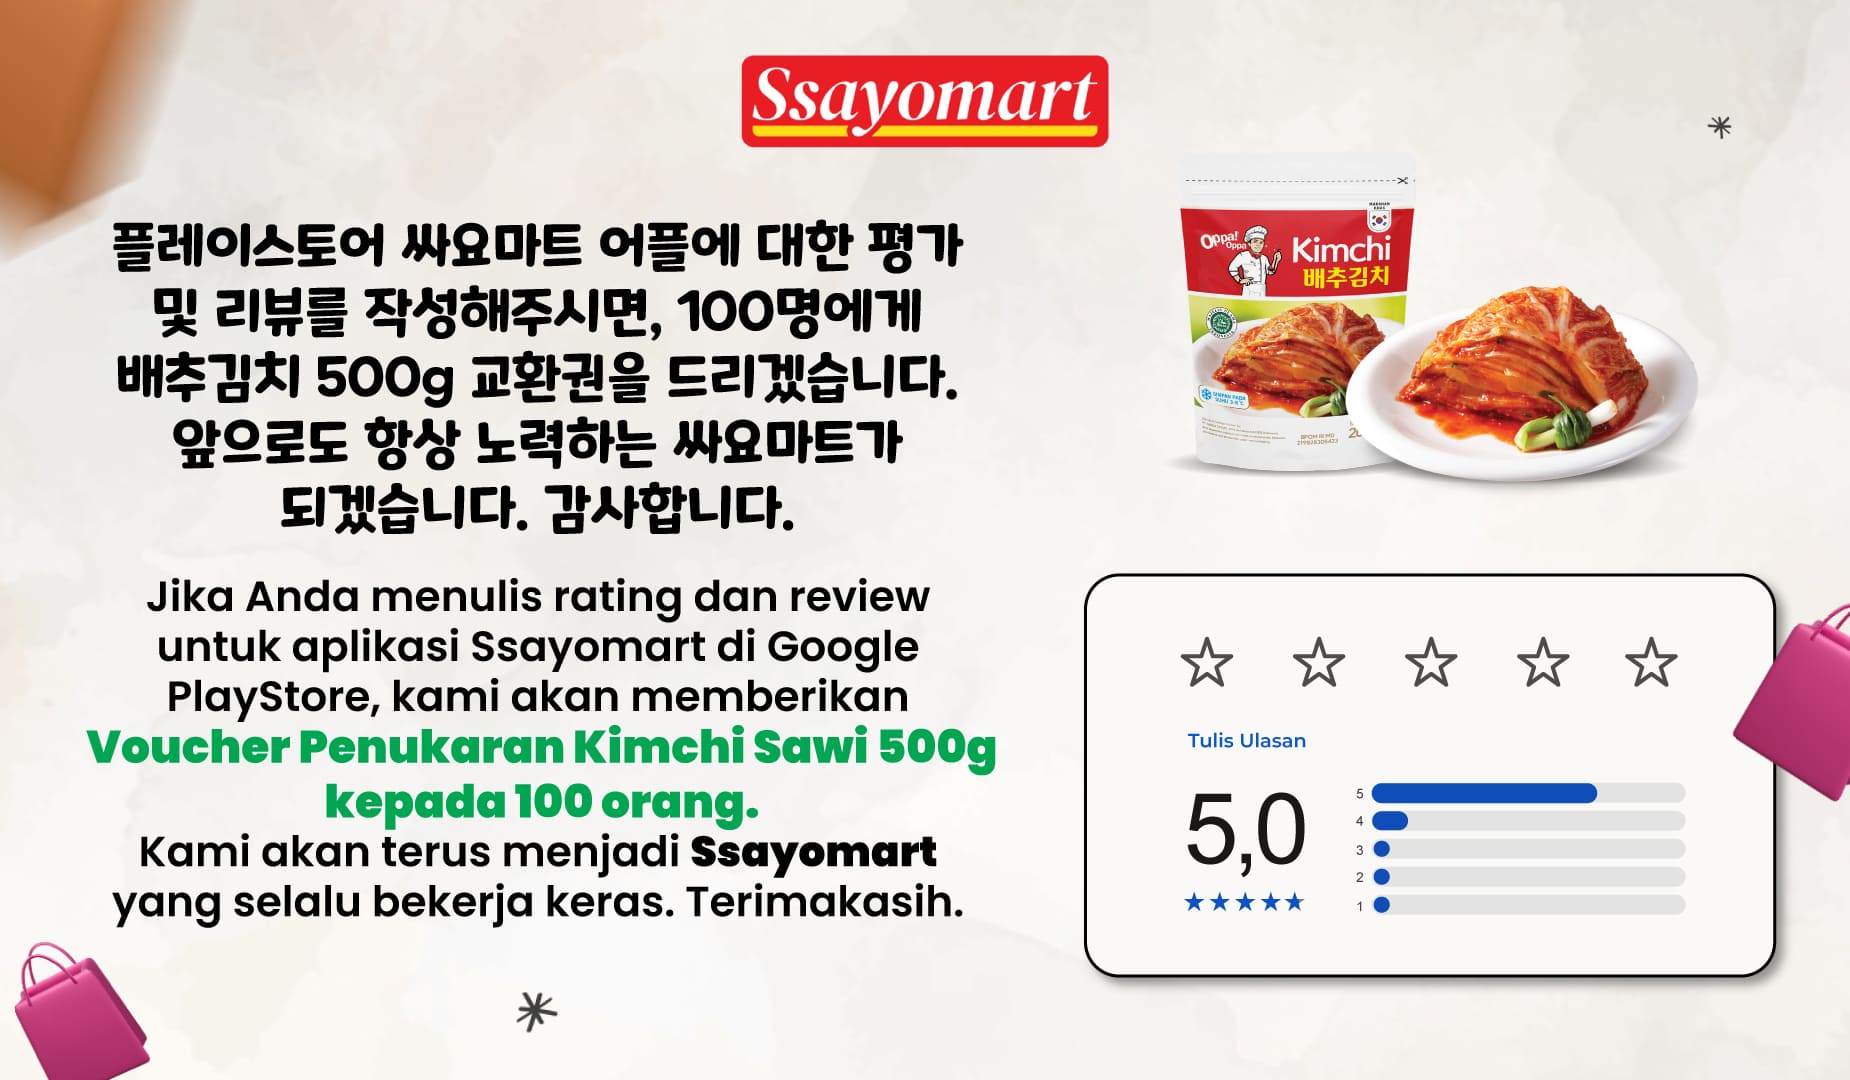 Ssayomart
플레이스토어 싸요마트 어플에 대한 평가
및 리뷰를 작성해주시면, 100명에게
배추김치 500g 교환권을 드리겠습니다.
앞으로도 항상 노력하는 싸요마트가
되겠습니다. 감사합니다.
Jika Anda menulis rating dan review
untuk aplikasi Ssayomart di Google
PlayStore, kami akan memberikan
Voucher Penukaran Kimchi Sawi 500g
kepada 100 orang.
Kami akan terus menjadi Ssayomart
yang selalu bekerja keras. Terimakasih.
Oppa!
Oppa
Kimchi
배추김치
SIMPAN PADA
BPOM RI MD
Tulis Ulasan
5,0
5
4
3
2
1